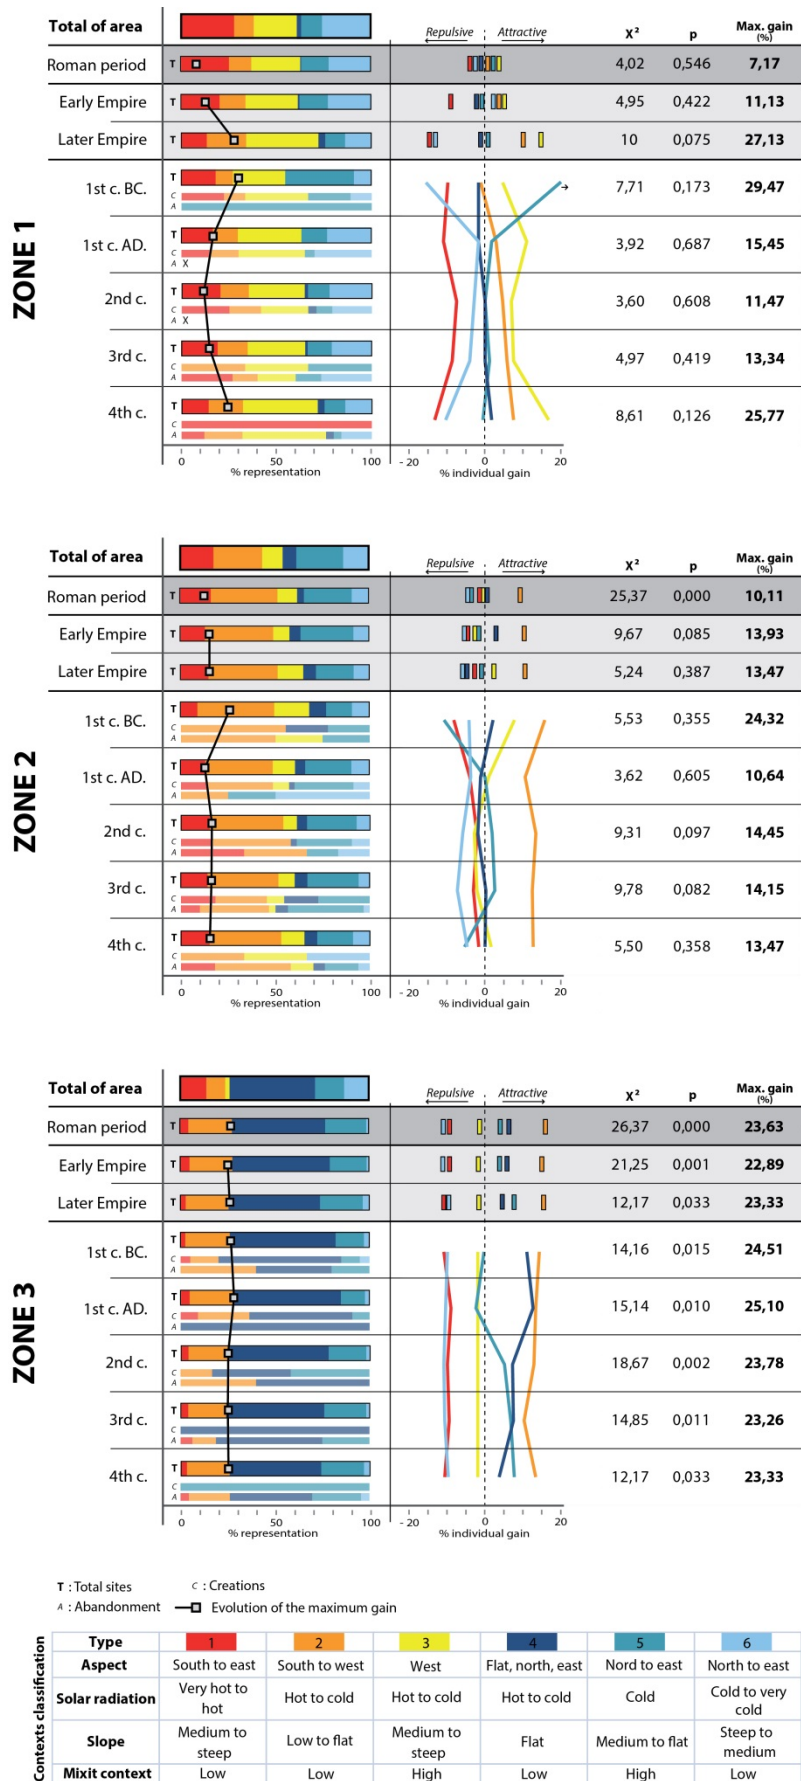 ZONE 1
Total of area Repulsive Attractive X² p Max. gain (%)
Roman period T 4,02 0,546 7,17
Early Empire T 4,95 0,422 11,13
Later Empire T 10 0,075 27,13
1st c. BC. T C A 7,71 0,173 29,47
1st c. AD. T C A X 3,92 0,687 15,45
2nd c. T C A X 3,60 0,608 11,47
3rd c. T C A 4,97 0,419 13,34
4th c. T C A 8,61 0,126 25,77
0 50 100 - 20 0 20
% representation % individual gain
ZONE 2
Total of area Repulsive Attractive X² p Max. gain (%)
Roman period T 25,37 0,000 10,11
Early Empire T 9,67 0,085 13,93
Later Empire T 5,24 0,387 13,47
1st c. BC. T C A 5,53 0,355 24,32
1st c. AD. T C A 3,62 0,605 10,64
2nd c. T C A 9,31 0,097 14,45
3rd c. T C A 9,78 0,082 14,15
4th c. T C A 5,50 0,358 13,47
0 50 100 - 20 0 20
% representation % individual gain
ZONE 3
Total of area Repulsive Attractive X² p Max. gain (%)
Roman period T 26,37 0,000 23,63
Early Empire T 21,25 0,001 22,89
Later Empire T 12,17 0,033 23,33
1st c. BC. T C A 14,16 0,015 24,51
1st c. AD. T C A 15,14 0,010 25,10
2nd c. T C A 18,67 0,002 23,78
3rd c. T C A 14,85 0,011 23,26
4th c. T C A 12,17 0,033 23,33
0 50 100 - 20 0 20
% representation % individual gain
T : Total sites C : Creations
A : Abandonment Evolution of the maximum gain
Contexts classification
Type 1 2 3 4 5 6
Aspect South to east South to west West Flat, north, east Nord to east North to east
Solar radiation Very hot to hot Hot to cold Hot to cold Hot to cold Cold Cold to very cold
Slope Medium to steep Low to flat Medium to steep Flat Medium to flat Steep to medium
Mixit context Low Low High Low High Low